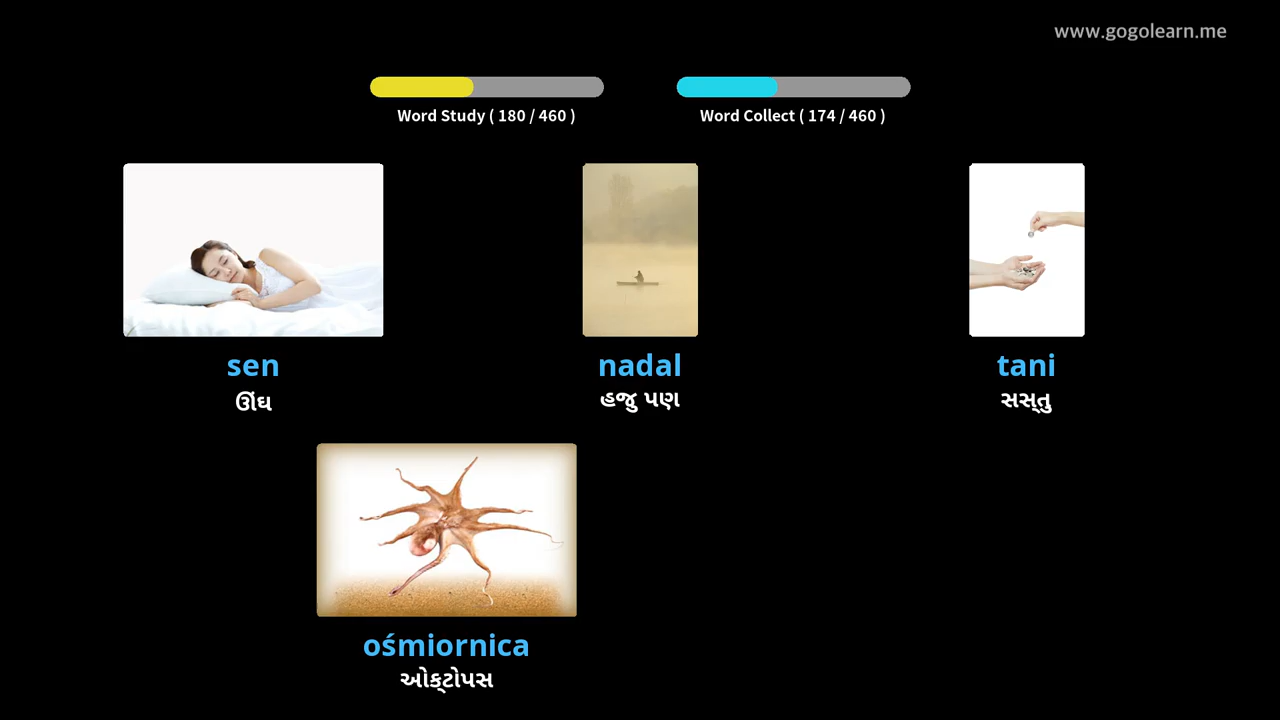 www.gogolearn.me
Word Study ( 180 / 460 )
Word Collect ( 174 / 460 )
sen
ઊંઘ
nadal
હજુ પણ
tani
સસ્તુ
ośmiornica
ઓક્ટોપસ